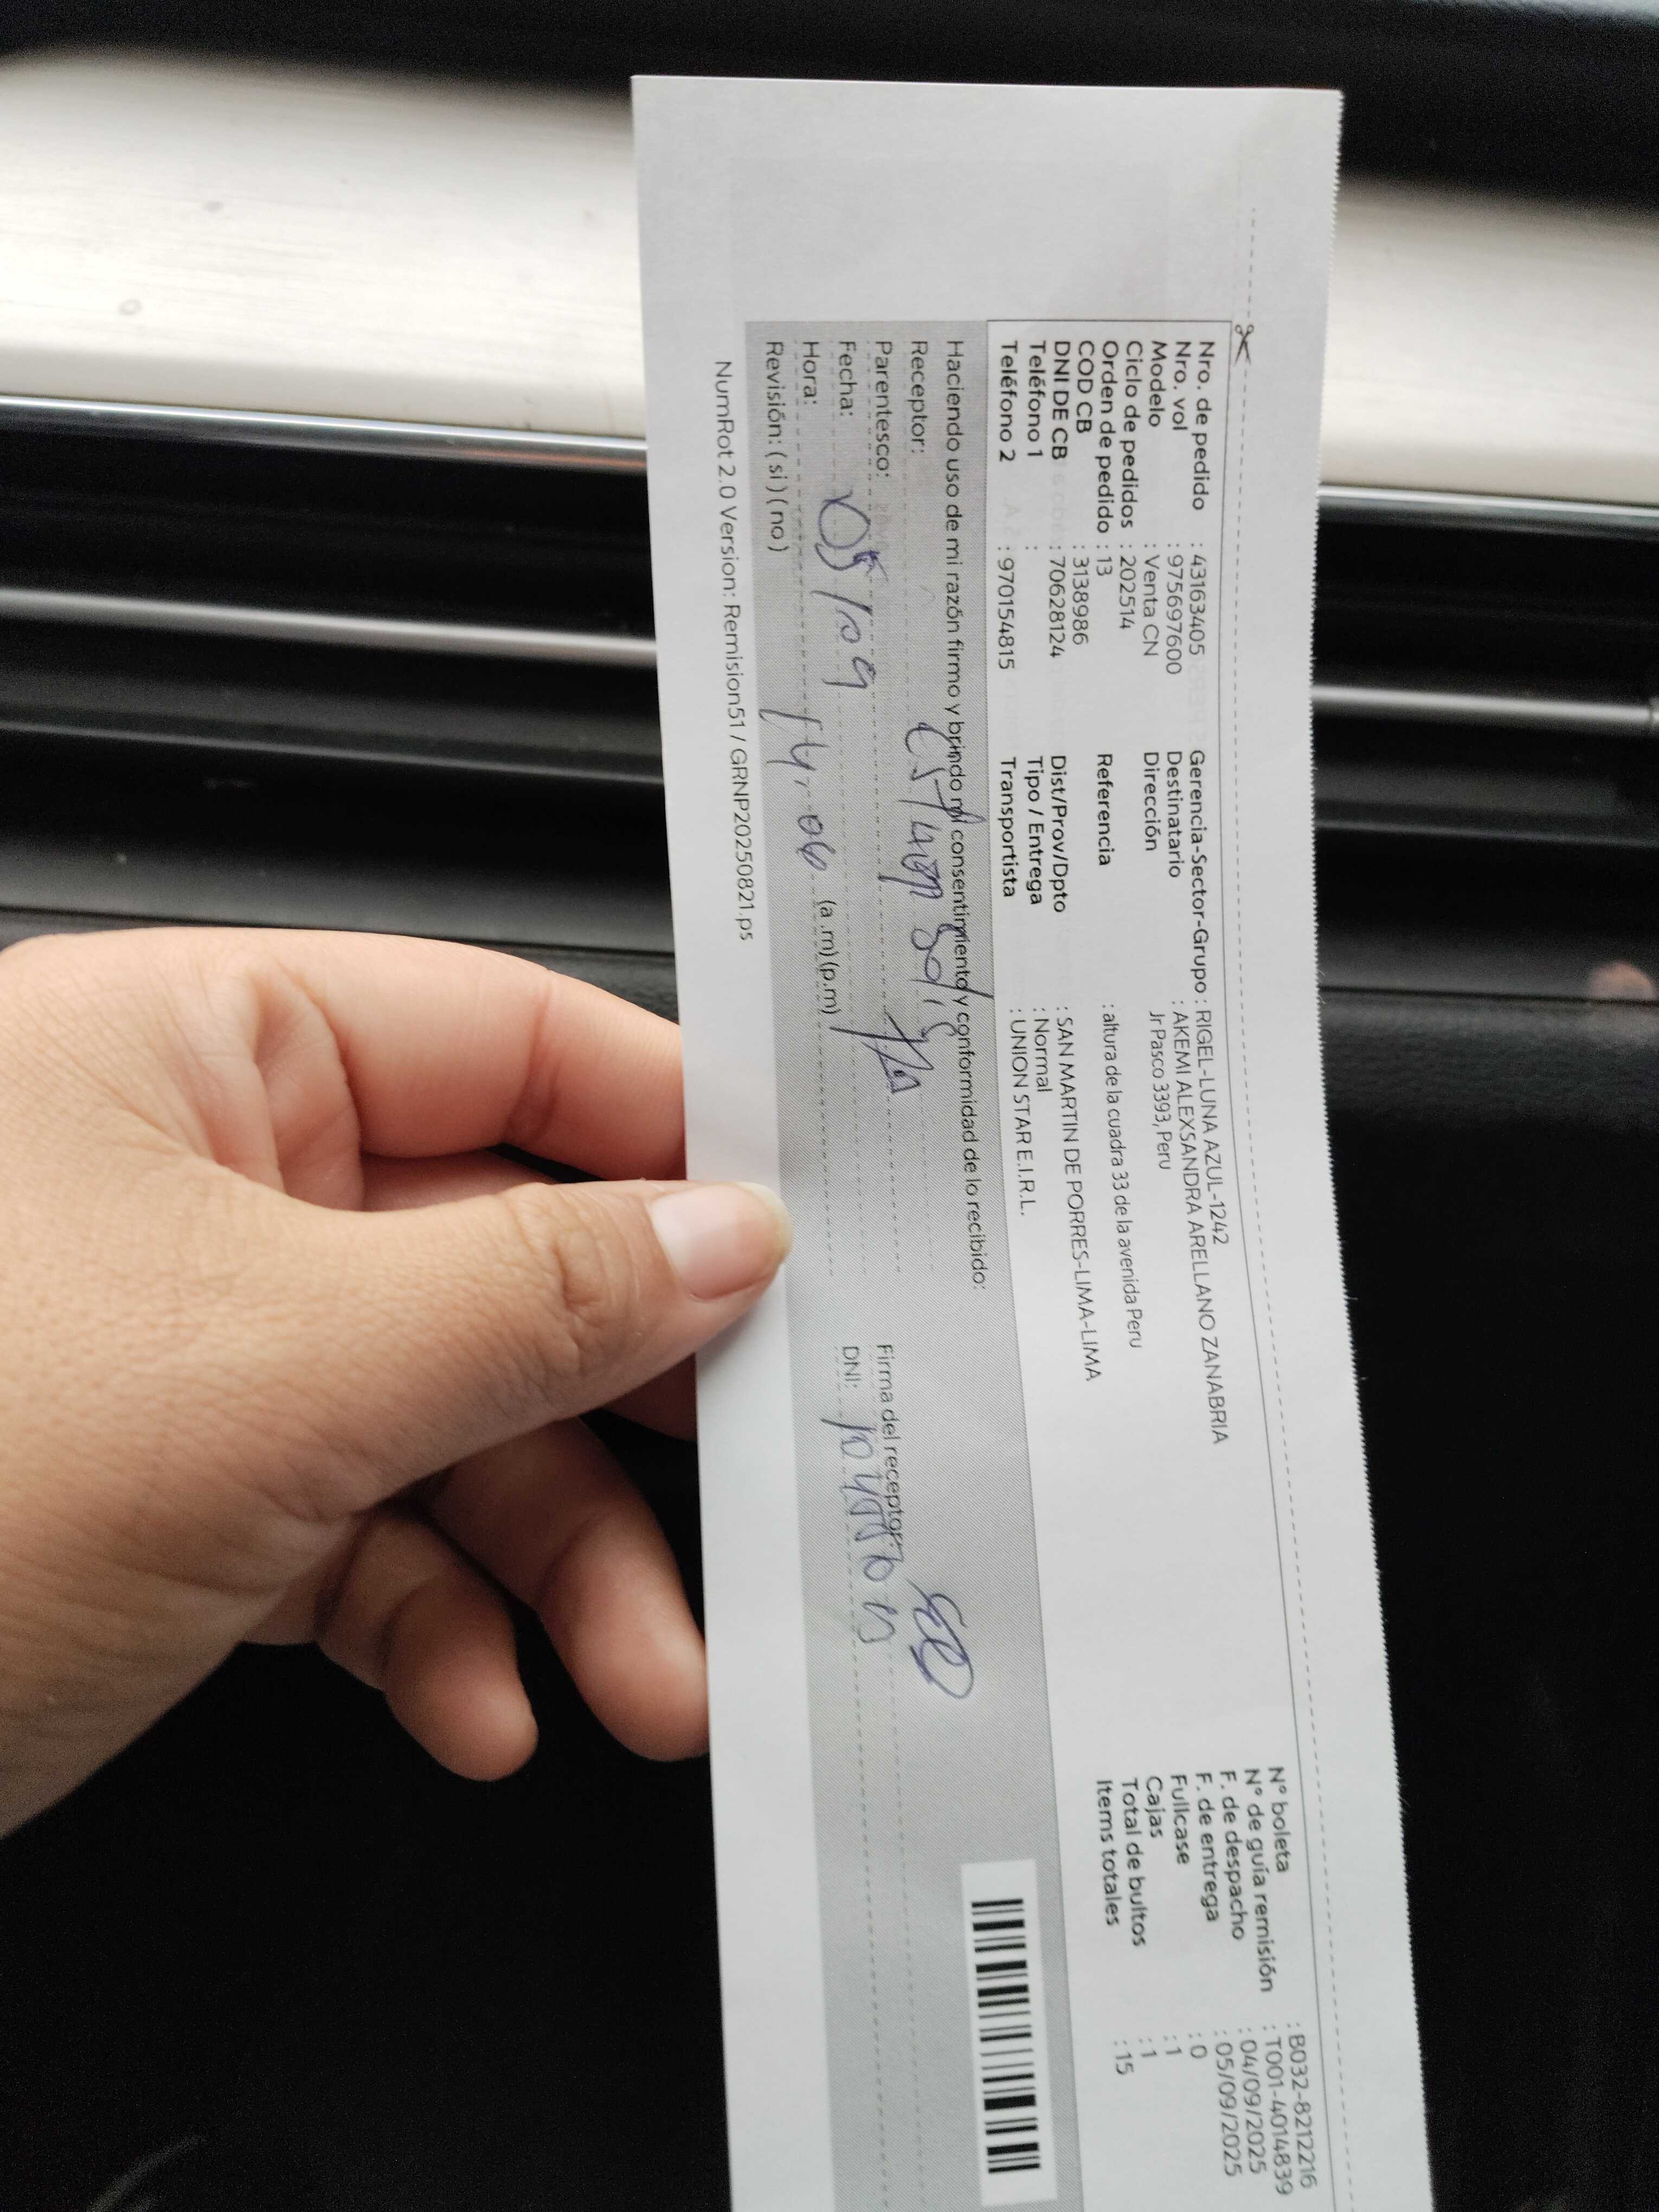 Nro. de pedido : 43163405
Nro. vol : 975697600
Modelo : Venta CN
Ciclo de pedidos : 202514
Orden de pedido : 13
COD CB : 3138986
DNI DE CB : 70628124
Teléfono 1 :
Teléfono 2 : 970154815
Gerencia-Sector-Grupo : RIGEL-LUNA AZUL-1242
Destinatario : AKEMI ALEXSANDRA ARELLANO ZANABRIA
Dirección Jr Pasco 3393, Peru
Referencia : altura de la cuadra 33 de la avenida Peru
Dist/Prov/Dpto : SAN MARTIN DE PORRES-LIMA-LIMA
Tipo / Entrega : Normal
Transportista : UNION STAR E.I.R.L.
N° boleta : B032-8212216
N° de guía remisión : T001-4014839
F. de despacho : 04/09/2025
F. de entrega : 05/09/2025
Fullcase : 0
Cajas : 1
Total de bultos : 1
Items totales : 15
Haciendo uso de mi razón firmo y brindo mi consentimiento y conformidad de lo recibido:
Receptor: Solis
Parentesco:
Fecha: 05/09
Hora: 14:06 (a.m) (p.m)
Revisión: ( si ) ( no )
Firma del receptor:
DNI:
NumRot 2.0 Version: Remision51 / GRNP20250821.ps